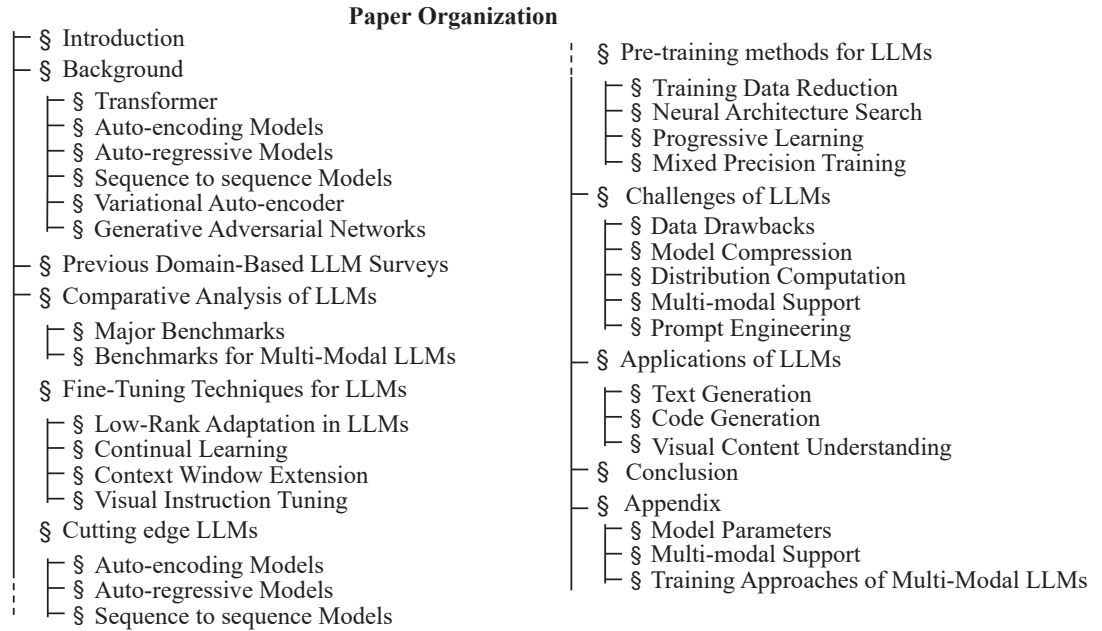 Paper Organization
§ Introduction
§ Background
§ Transformer
§ Auto-encoding Models
§ Auto-regressive Models
§ Sequence to sequence Models
§ Variational Auto-encoder
§ Generative Adversarial Networks
§ Previous Domain-Based LLM Surveys
§ Comparative Analysis of LLMs
§ Major Benchmarks
§ Benchmarks for Multi-Modal LLMs
§ Fine-Tuning Techniques for LLMs
§ Low-Rank Adaptation in LLMs
§ Continual Learning
§ Context Window Extension
§ Visual Instruction Tuning
§ Cutting edge LLMs
§ Auto-encoding Models
§ Auto-regressive Models
§ Sequence to sequence Models
§ Pre-training methods for LLMs
§ Training Data Reduction
§ Neural Architecture Search
§ Progressive Learning
§ Mixed Precision Training
§ Challenges of LLMs
§ Data Drawbacks
§ Model Compression
§ Distribution Computation
§ Multi-modal Support
§ Prompt Engineering
§ Applications of LLMs
§ Text Generation
§ Code Generation
§ Visual Content Understanding
§ Conclusion
§ Appendix
§ Model Parameters
§ Multi-modal Support
§ Training Approaches of Multi-Modal LLMs